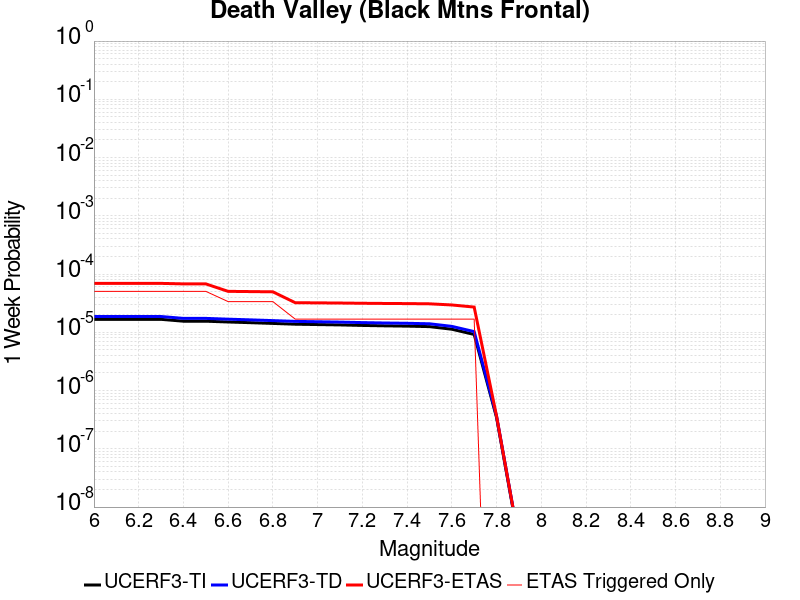 Death Valley (Black Mtns Frontal)
10 0
10 -1
10 -2
10 -3
10 -4
10 -5
10 -6
10 -7
10 -8
1 Week Probability
6 6.2 6.4 6.6 6.8 7 7.2 7.4 7.6 7.8 8 8.2 8.4 8.6 8.8 9
Magnitude
UCERF3-TI UCERF3-TD UCERF3-ETAS ETAS Triggered Only